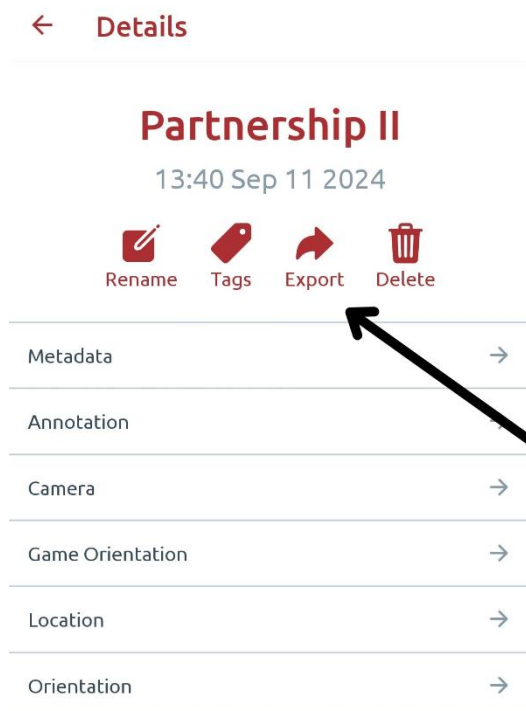 Details
Partnership II
13:40 Sep 11 2024
Rename Tags Export Delete
Metadata
Annotation
Camera
Game Orientation
Location
Orientation